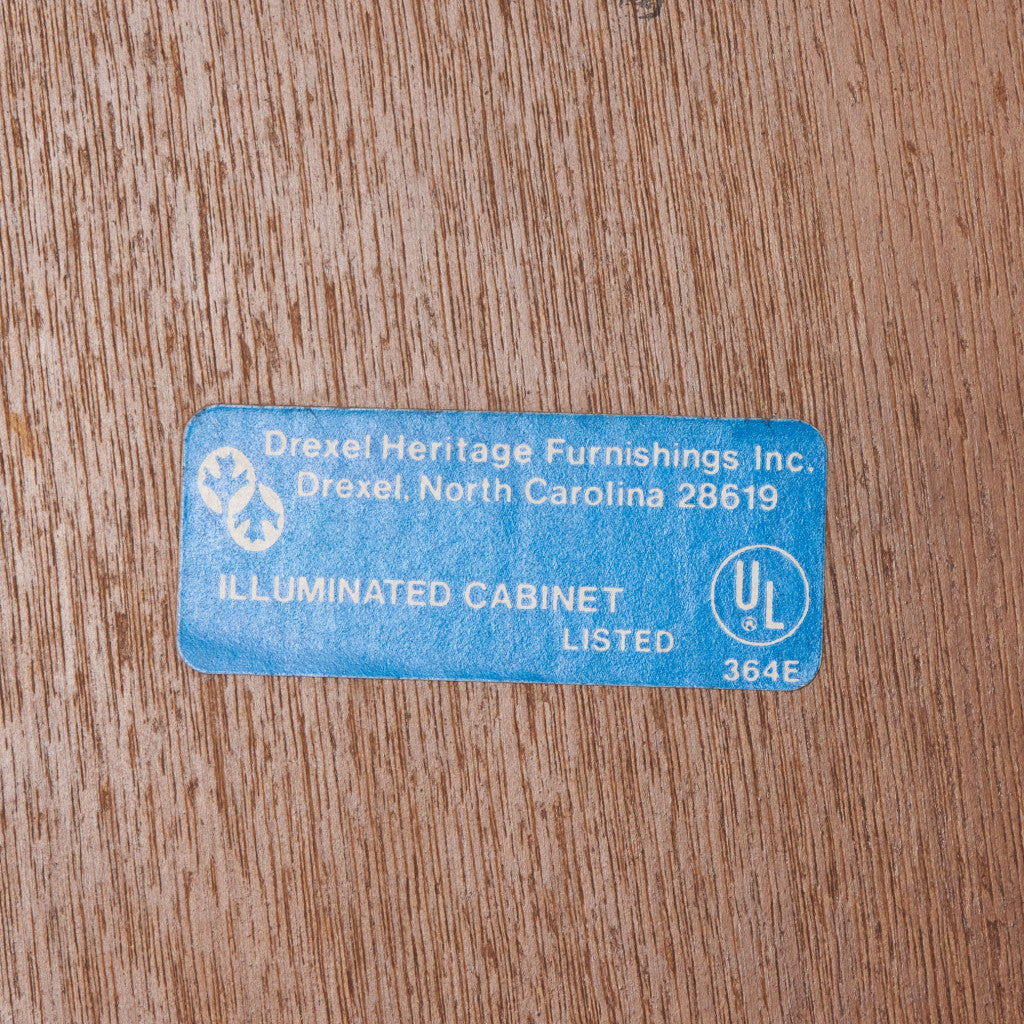 Drexel Heritage Furnishings Inc.
Drexel, North Carolina 28619
ILLUMINATED CABINET
LISTED
UL
®
364E